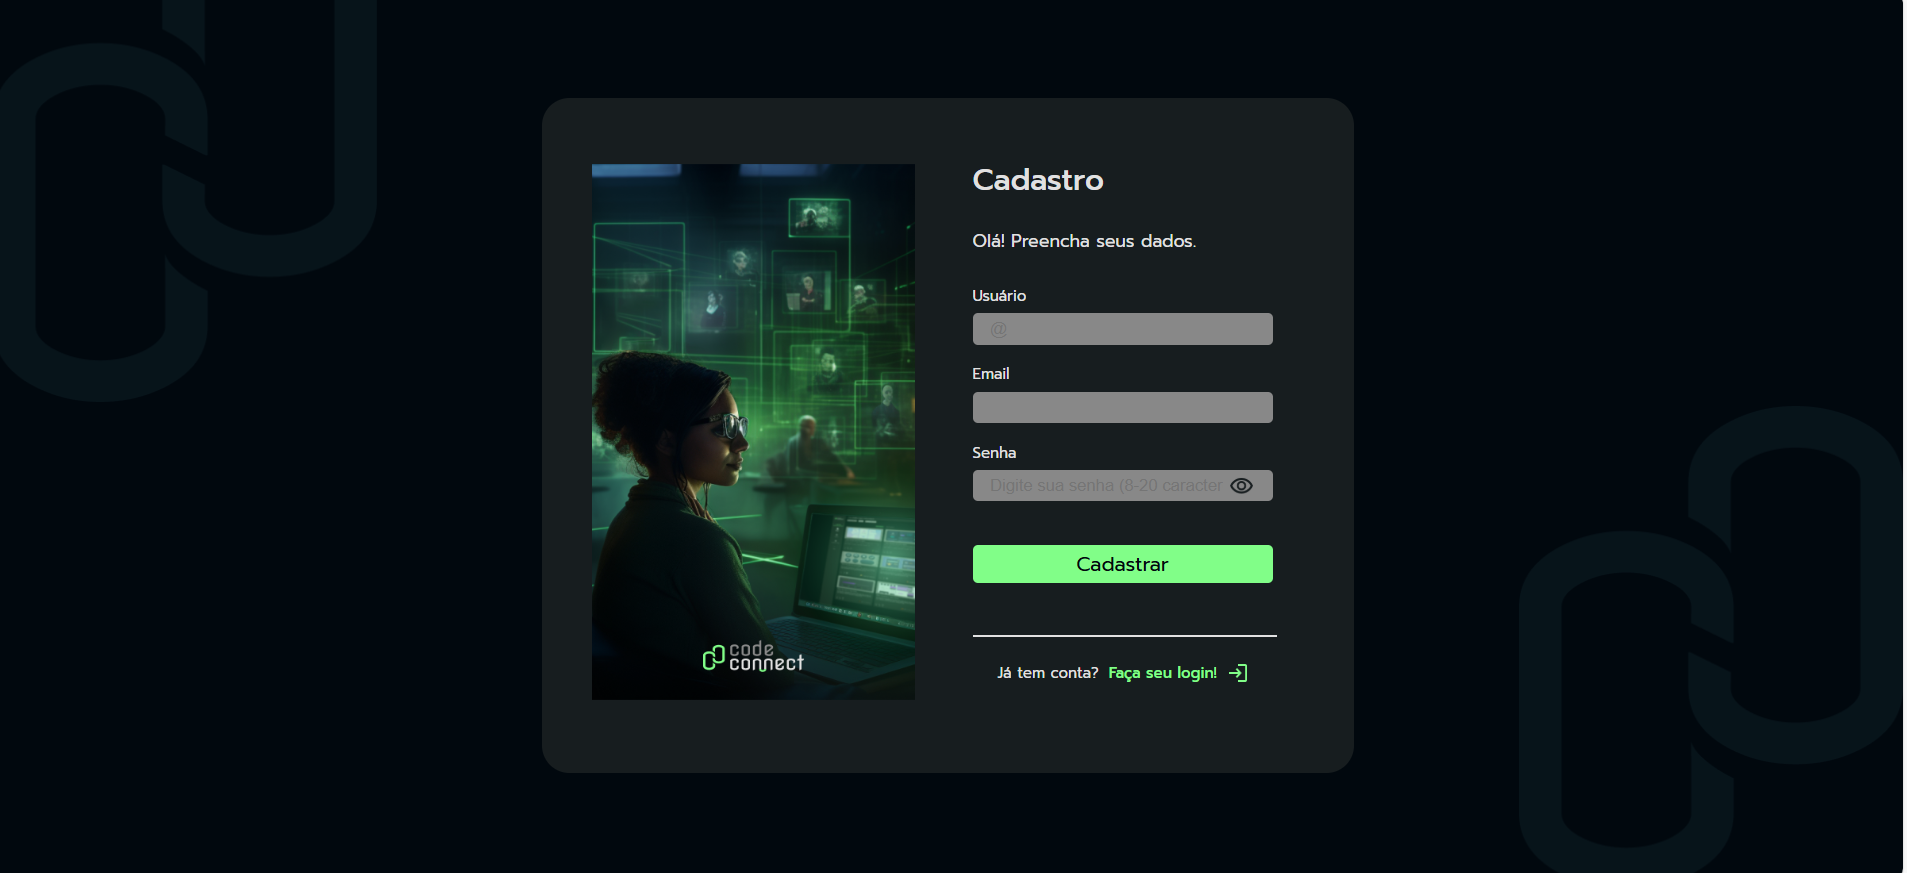 Cadastro
Olá! Preencha seus dados.
Usuário
@
Email
Senha
Digite sua senha (8-20 caracter
Cadastrar
code
connect
Já tem conta? Faça seu login!